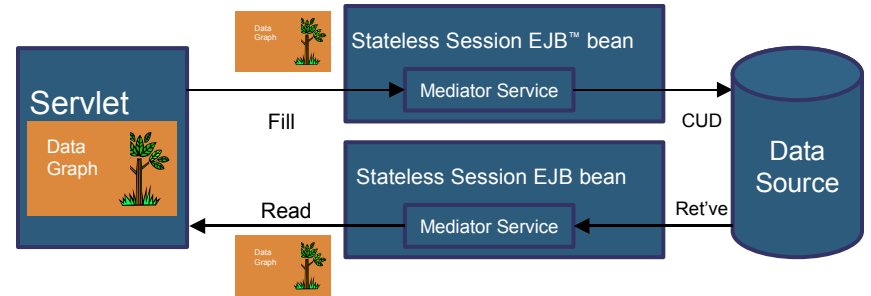 Data
Graph
Stateless Session EJB™ bean
Mediator Service
Servlet
Data
Graph
Fill
CUD
Data
Source
Stateless Session EJB bean
Mediator Service
Read
Ret've
Data
Graph